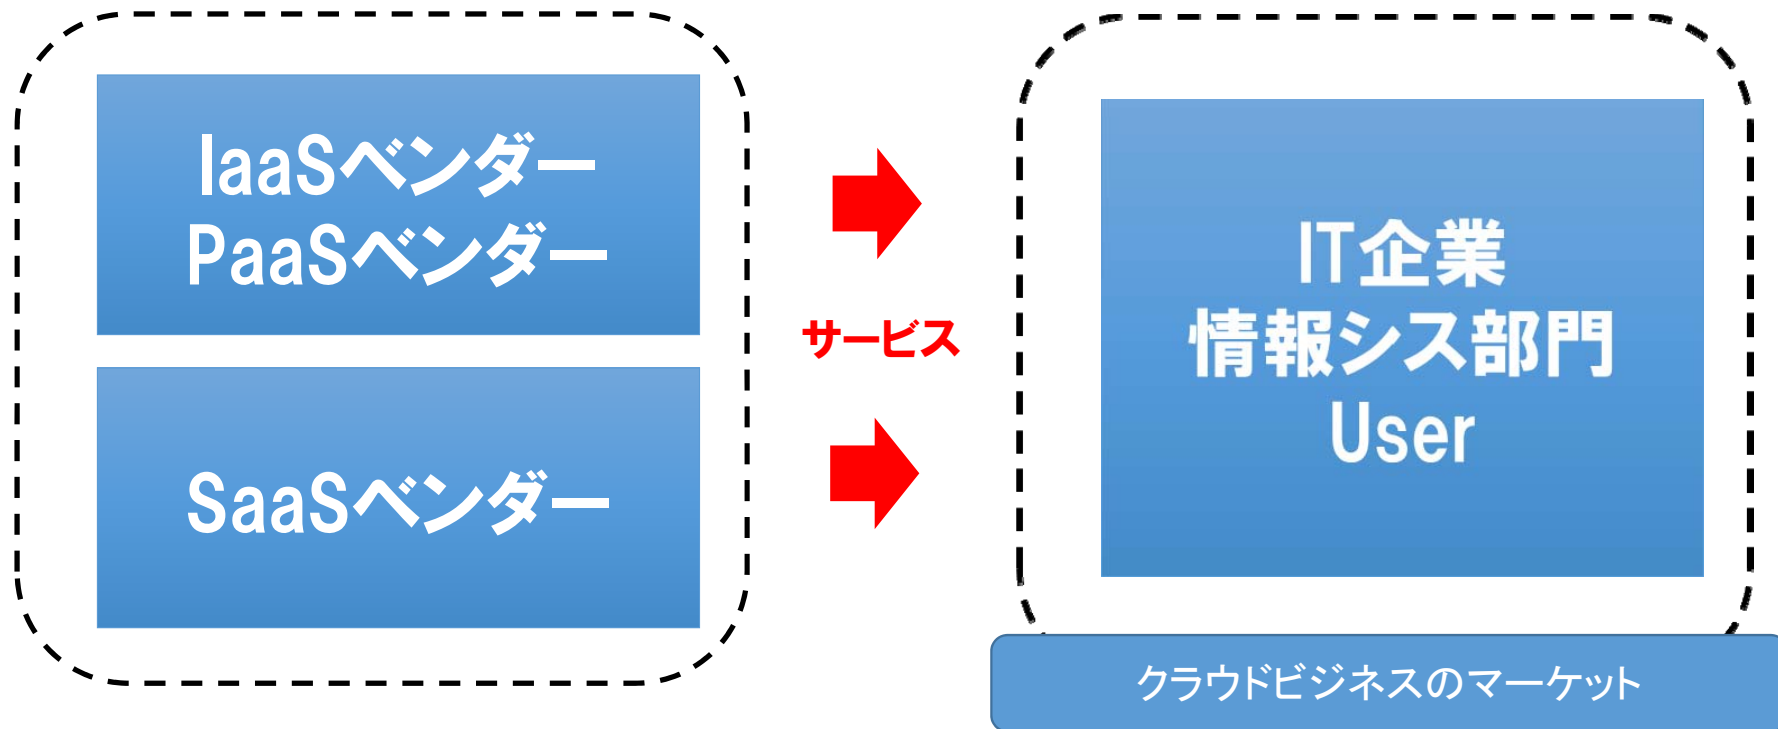 IaaSベンダー
PaaSベンダー
SaaSベンダー
サービス
IT企業
情報シス部門
User
クラウドビジネスのマーケット